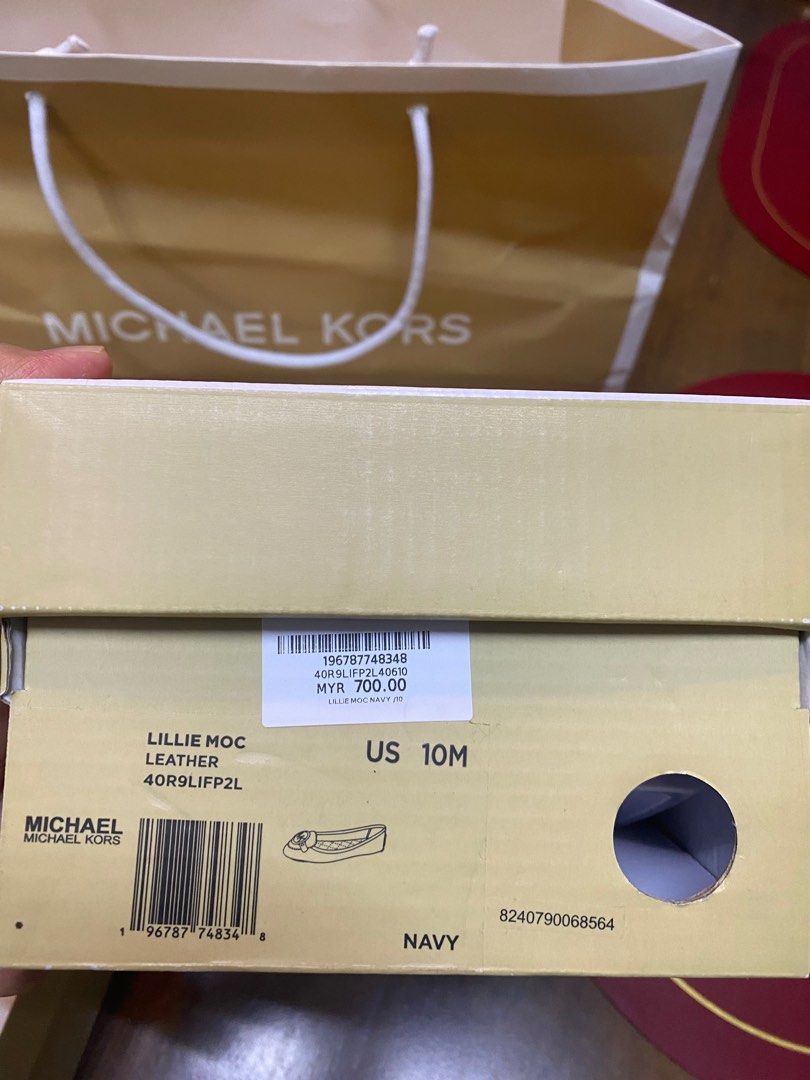 MICHAEL KORS
196787748348
40R9LIFP2L40610
MYR 700.00
LILLIE MOC NAVY /10
LILLIE MOC
LEATHER
40R9LIFP2L
US 10M
MICHAEL
MICHAEL KORS
1 96787 74834 8
NAVY
8240790068564